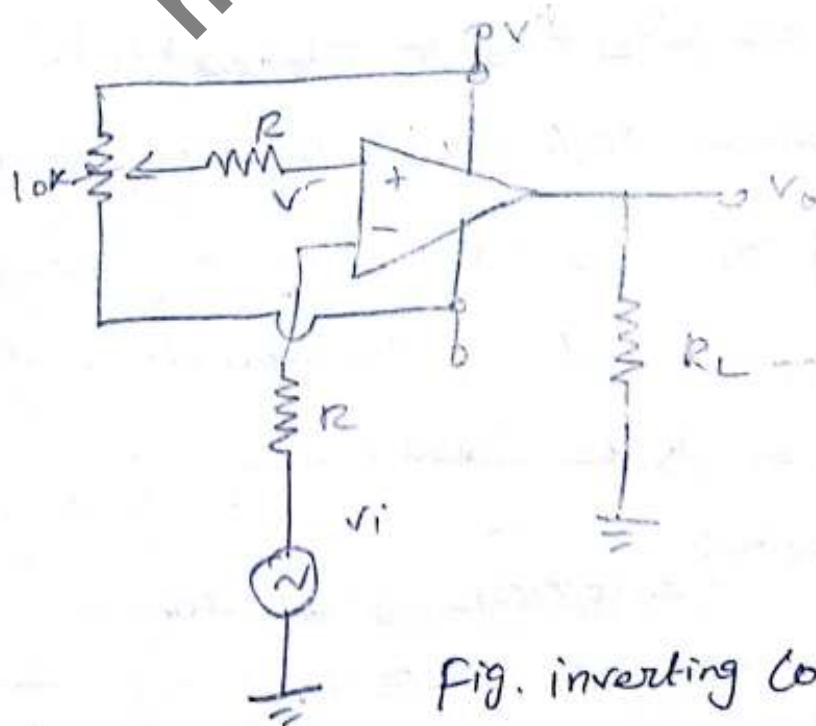 V+
R
10K
V-
+
-
Vo
RL
R
Vi
Fig. inverting Co